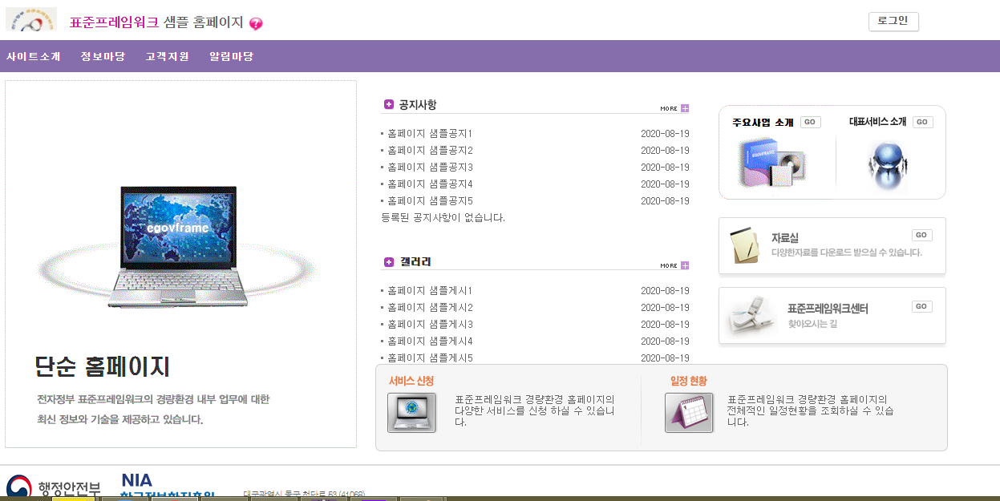 표준프레임워크 샘플 홈페이지 ?
로그인
사이트소개 정보마당 고객지원 알림마당
egovframe
단순 홈페이지
전자정부 표준프레임워크의 경량환경 내부 업무에 대한
최신 정보와 기술을 제공하고 있습니다.
공지사항 MORE
홈페이지 샘플공지1 2020-08-19
홈페이지 샘플공지2 2020-08-19
홈페이지 샘플공지3 2020-08-19
홈페이지 샘플공지4 2020-08-19
홈페이지 샘플공지5 2020-08-19
등록된 공지사항이 없습니다.
갤러리 MORE
홈페이지 샘플게시1 2020-08-19
홈페이지 샘플게시2 2020-08-19
홈페이지 샘플게시3 2020-08-19
홈페이지 샘플게시4 2020-08-19
홈페이지 샘플게시5 2020-08-19
주요사업 소개 GO
대표서비스 소개 GO
EGOVFRAME
자료실 GO
다양한자료를 다운로드 받으실 수 있습니다.
표준프레임워크센터 GO
찾아오시는 길
서비스 신청
표준프레임워크 경량환경 홈페이지의
다양한 서비스를 신청 하실 수 있습니
다.
일정 현황
표준프레임워크 경량환경 홈페이지의
전체적인 일정현황을 조회하실 수 있습
니다.
행정안전부
NIA
한국정보화진흥원
대구광역시 동구 첨단로 53 (41068)